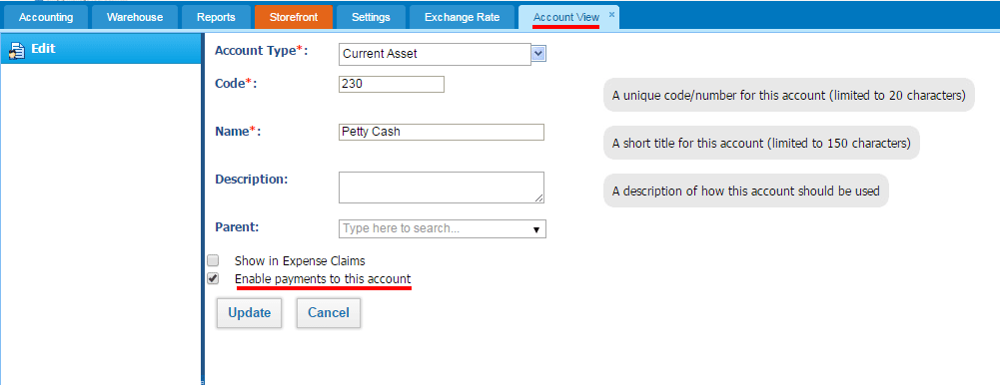 Accounting Warehouse Reports Storefront Settings Exchange Rate Account View ×
Edit
Account Type*: Current Asset
Code*: 230
A unique code/number for this account (limited to 20 characters)
Name*: Petty Cash
A short title for this account (limited to 150 characters)
Description:
A description of how this account should be used
Parent: Type here to search...
Show in Expense Claims
Enable payments to this account
Update Cancel